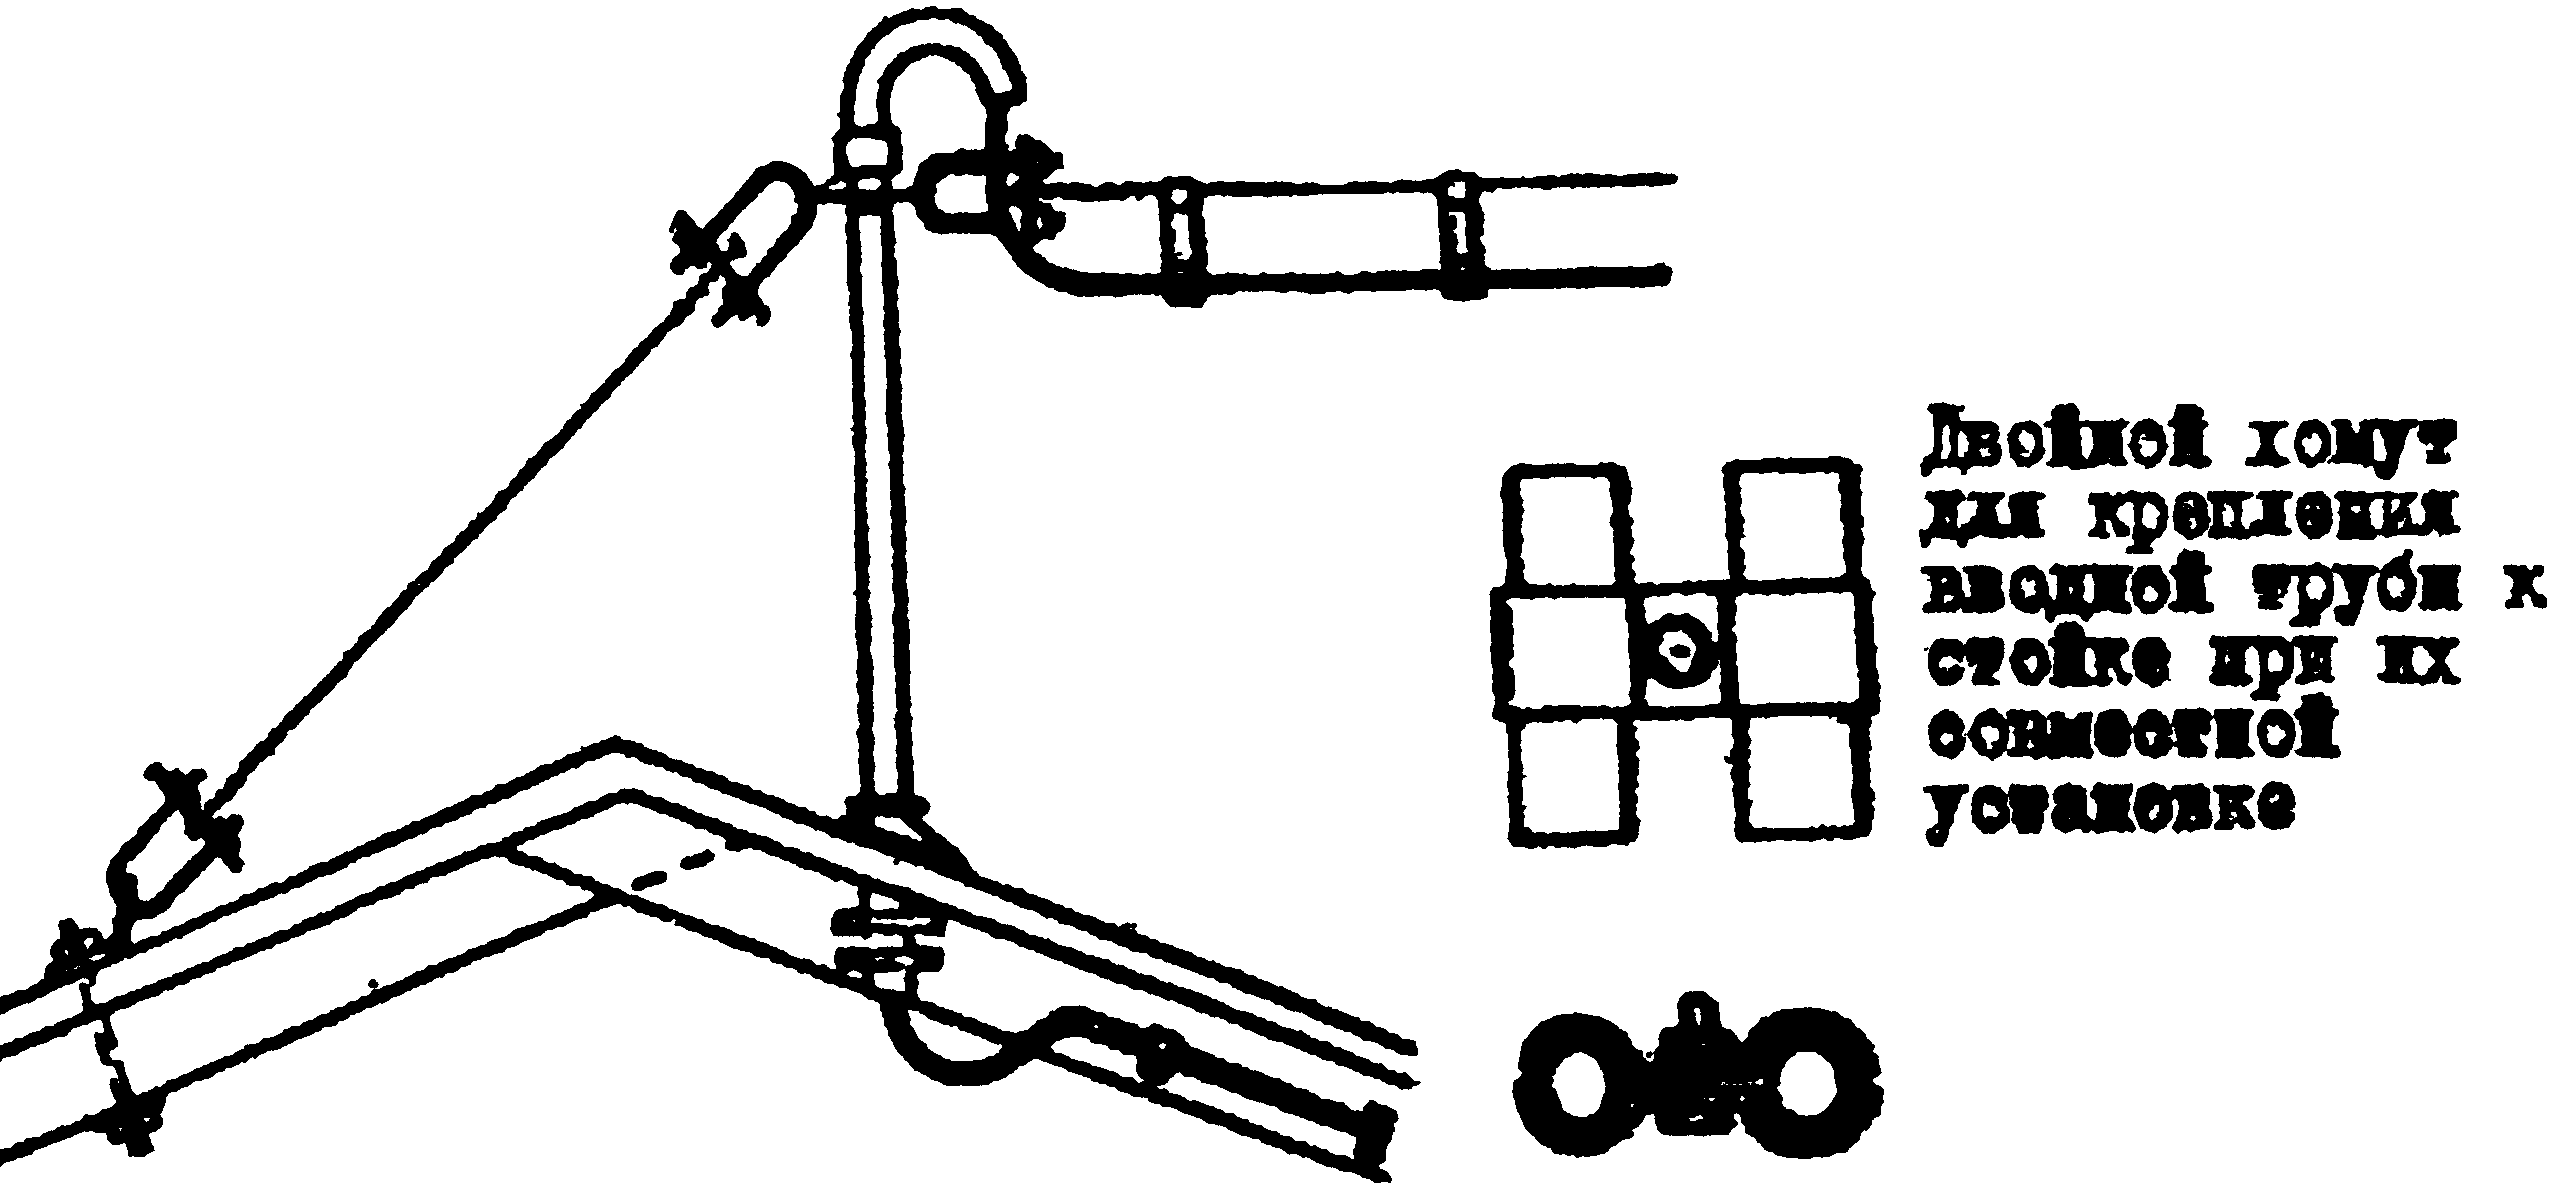 Двойной хомут
для крепления
вводной трубы к
стойке при их
совместной
установке